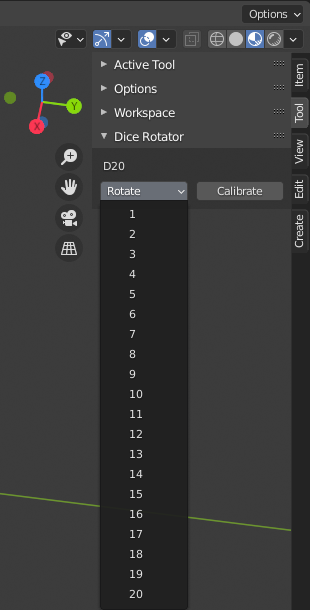 Options
Z
Y
X
Active Tool
Options
Workspace
Dice Rotator
D20
Rotate
Calibrate
1
2
3
4
5
6
7
8
9
10
11
12
13
14
15
16
17
18
19
20
Item
Tool
View
Edit
Create